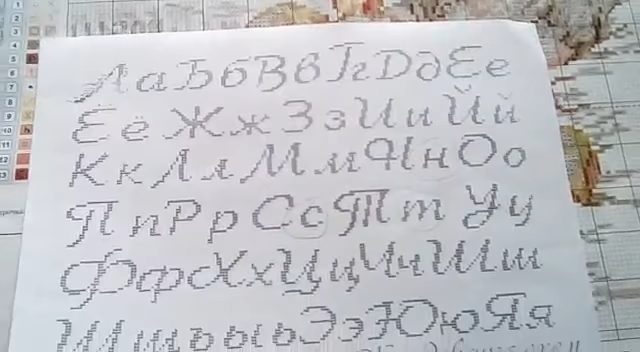 АаБбВвГгДдЕе
ЁёЖжЗзИиЙй
КкЛлМмНнОо
ПпРрСсТтУу
ФфХхЦцЧчШш
ЩщъыьЭэЮюЯя